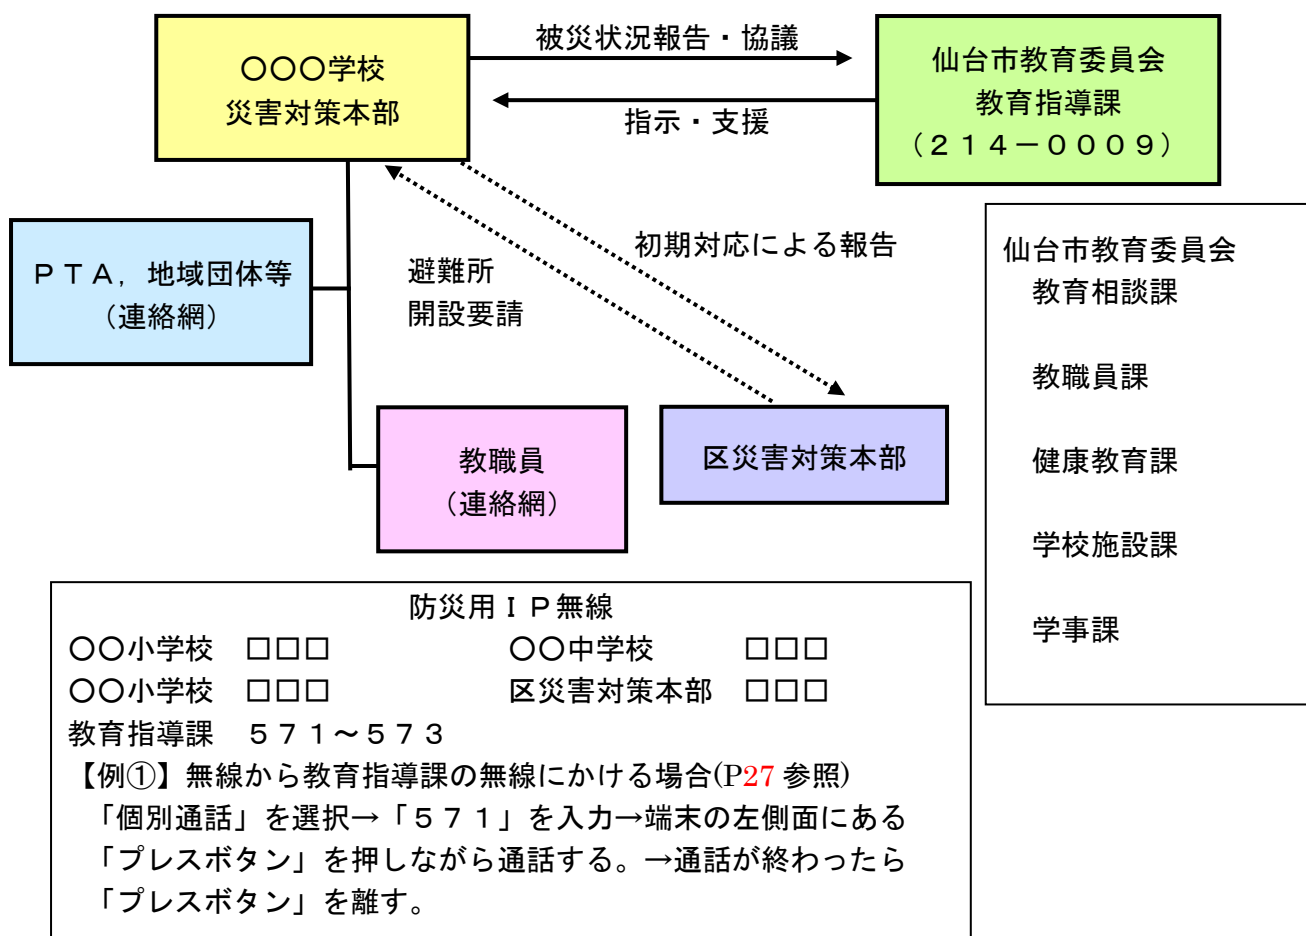 〇〇〇学校
災害対策本部
被災状況報告・協議
指示・支援
仙台市教育委員会
教育指導課
（２１４－０００９）
ＰＴＡ，地域団体等
（連絡網）
避難所
開設要請
初期対応による報告
教職員
（連絡網）
区災害対策本部
仙台市教育委員会
教育相談課
教職員課
健康教育課
学校施設課
学事課
防災用ＩＰ無線
〇〇小学校　□□□　〇〇中学校　□□□
〇〇小学校　□□□　区災害対策本部　□□□
教育指導課　５７１～５７３
【例①】無線から教育指導課の無線にかける場合(P27 参照)
「個別通話」を選択→「５７１」を入力→端末の左側面にある
「プレスボタン」を押しながら通話する。→通話が終わったら
「プレスボタン」を離す。